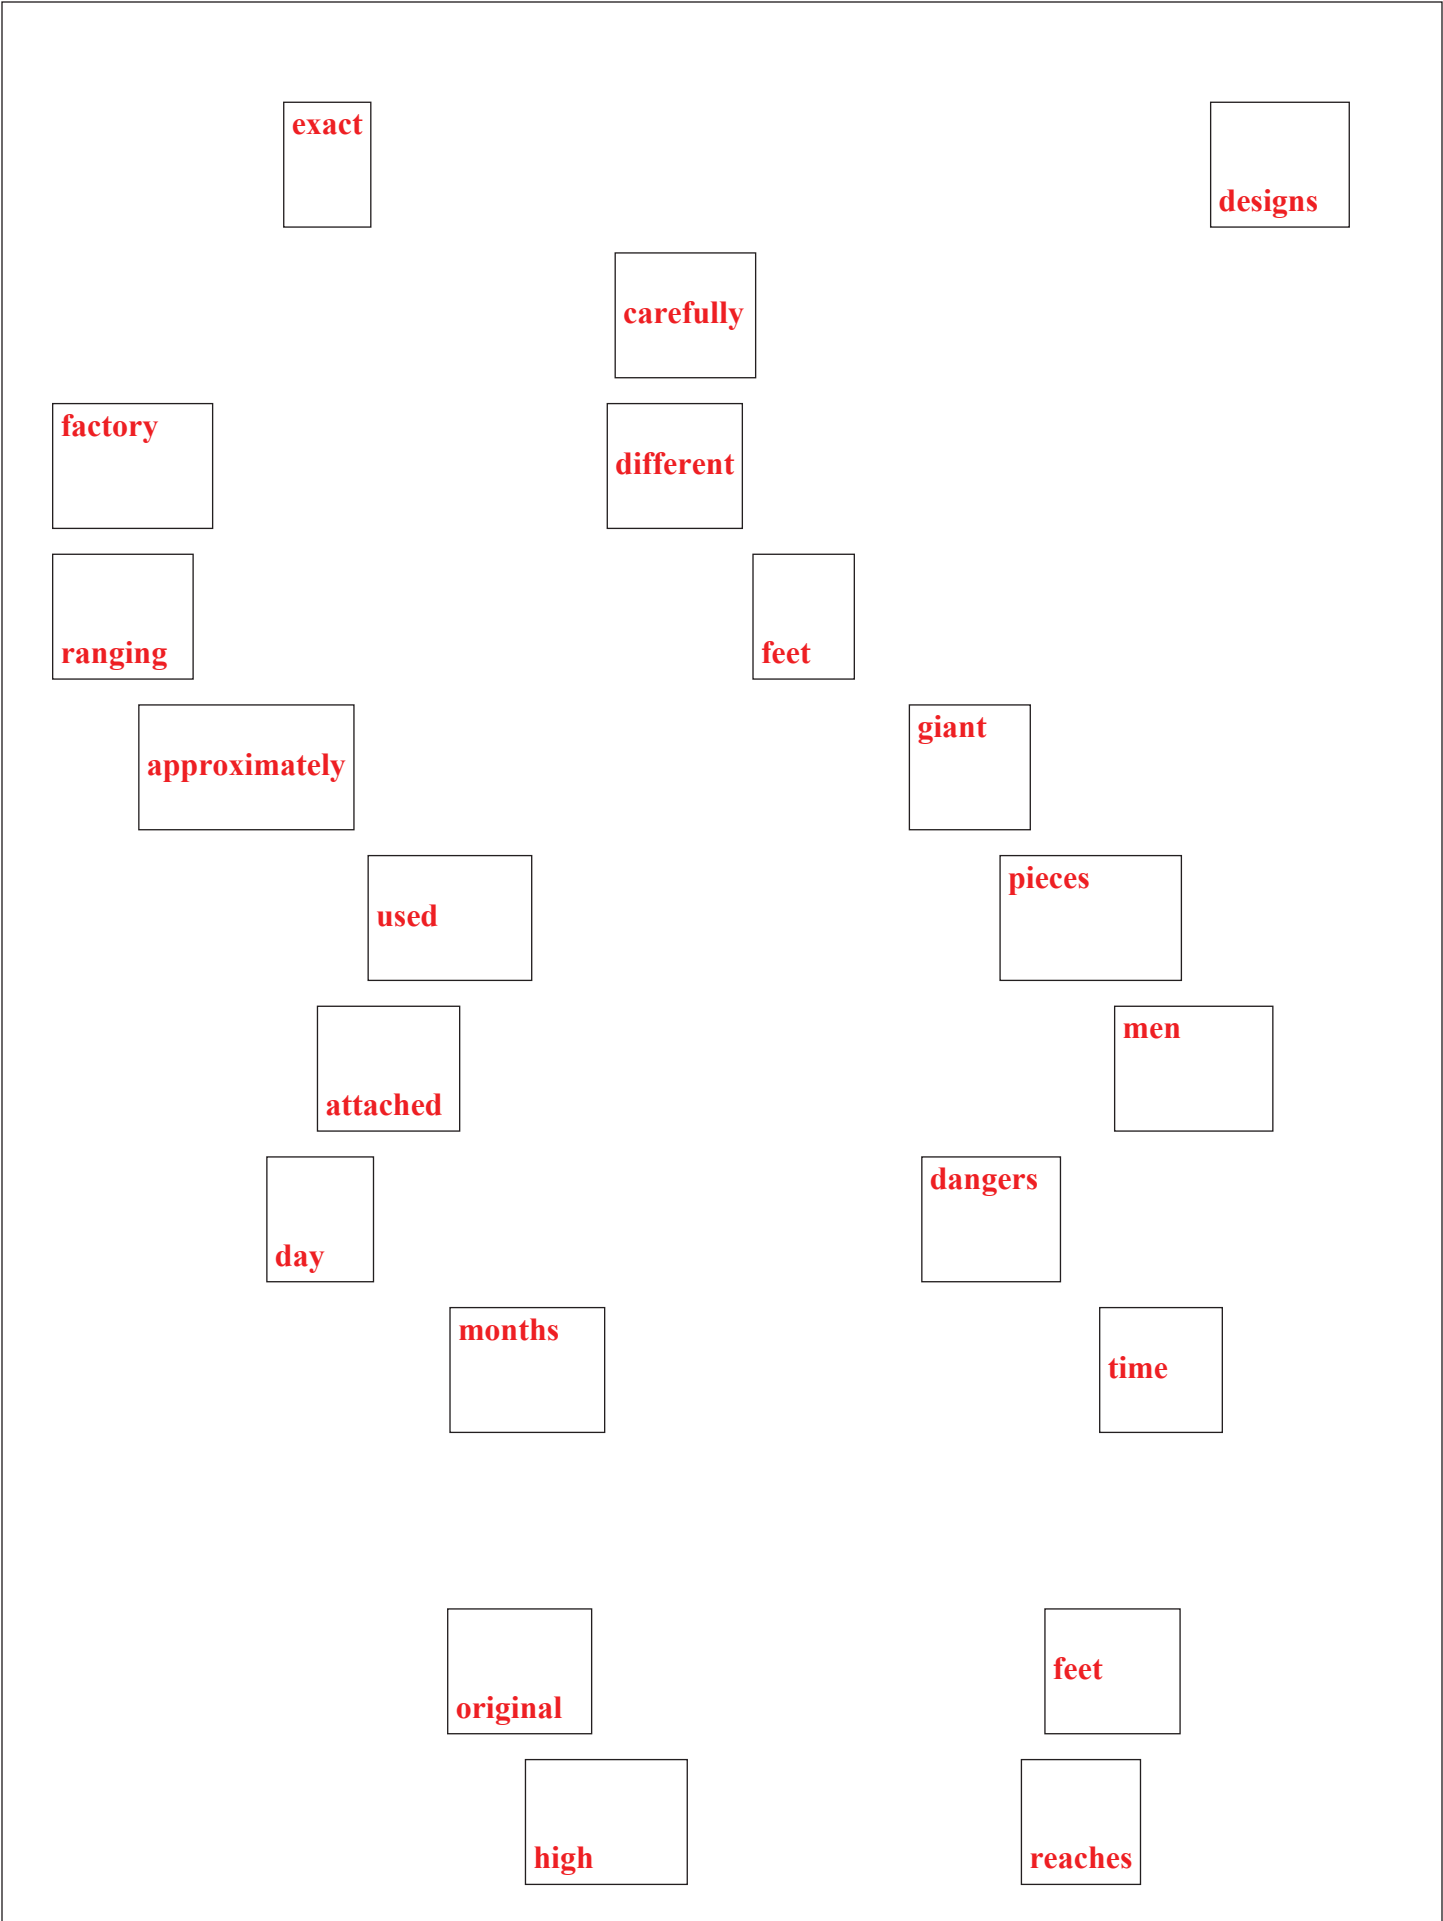 exact
designs
carefully
factory
different
ranging
feet
approximately
giant
used
pieces
attached
men
day
dangers
months
time
original
feet
high
reaches